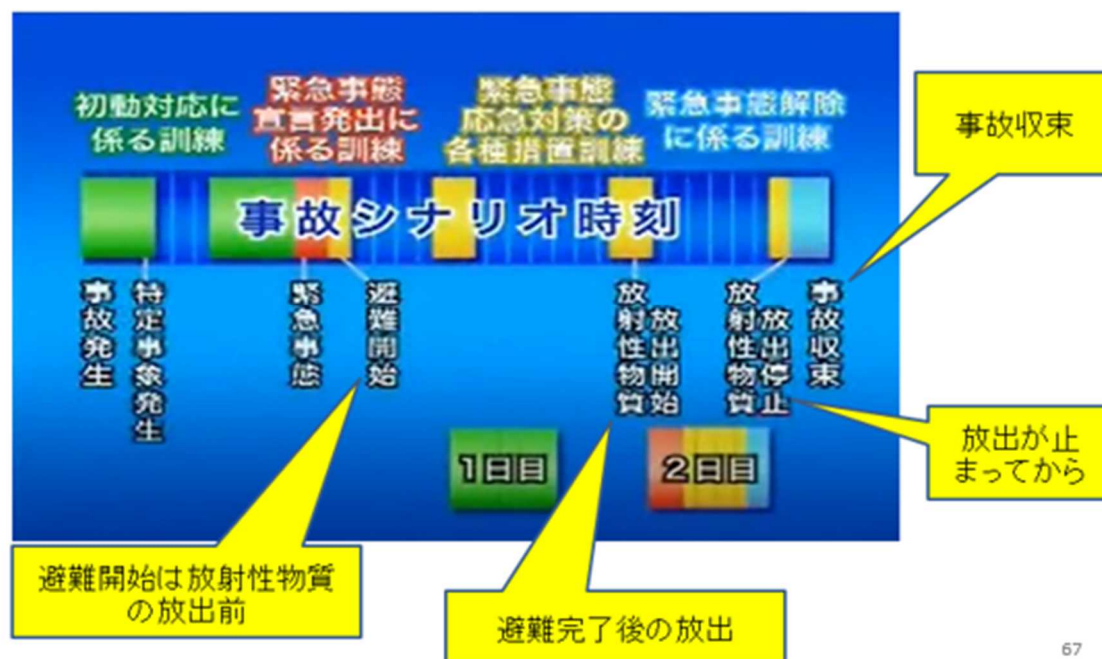 初動対応に
係る訓練
緊急事態
宣言発出に
係る訓練
緊急事態
応急対策の
各種措置訓練
緊急事態解除
に係る訓練
事故シナリオ時刻
事故発生
特定事象発生
緊急事態
避難開始
放射性物質
放出開始
放射性物質
放出停止
事故収束
1日目
2日目
事故収束
放出が止
まってから
避難開始は放射性物質
の放出前
避難完了後の放出
67